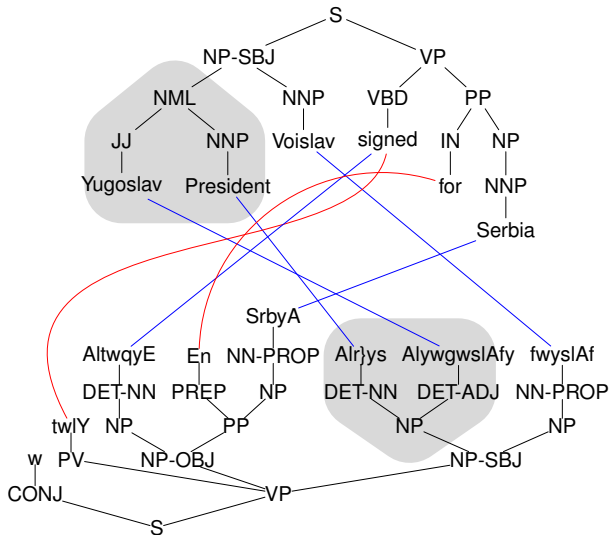 S
NP-SBJ VP
NML NNP VBD PP
JJ NNP Voislav signed IN NP
Yugoslav President for NNP
Serbia
SrbyA
AltwqyE En NN-PROP Alr}ys AlywgwslAfy fwyslAf
DET-NN PREP NP DET-NN DET-ADJ NN-PROP
twlY NP PP NP NP
w PV NP-OBJ NP-SBJ
CONJ VP
S